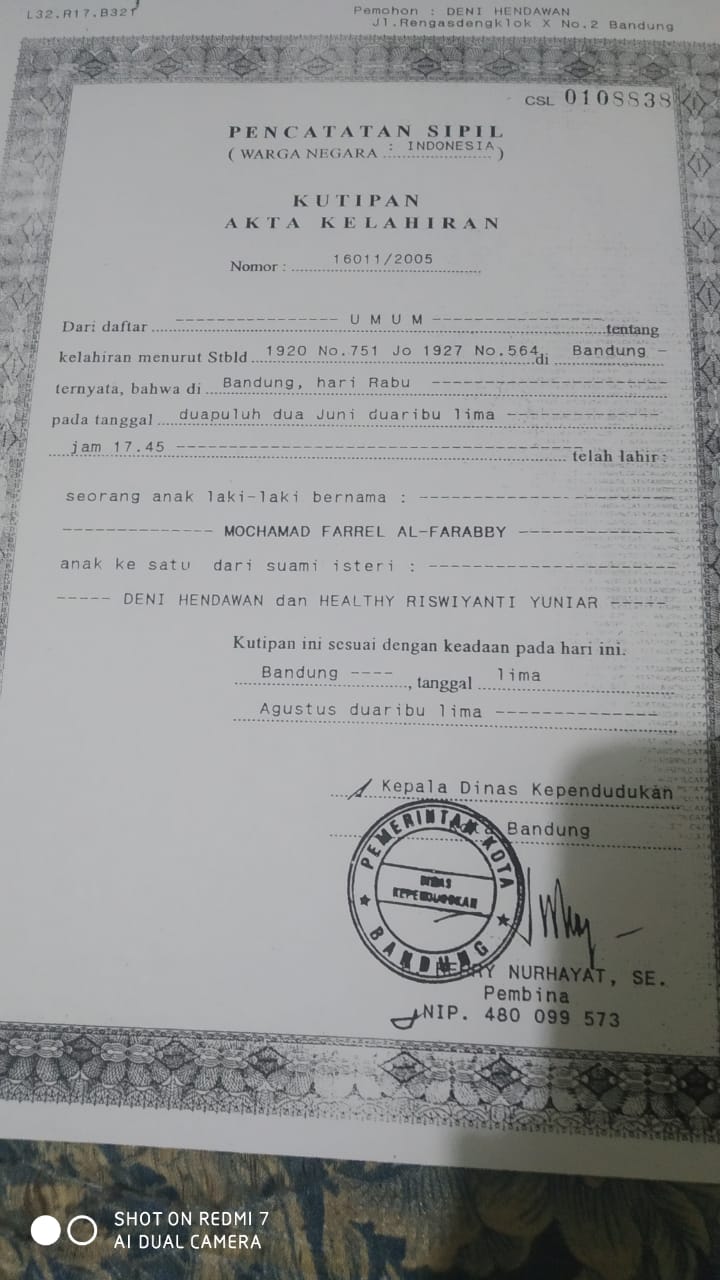 L32.R17.B321
Pemohon : DENI HENDAWAN
Jl.Rengasdengklok X No.2 Bandung
CSL 0108838
PENCATATAN SIPIL
( WARGA NEGARA : INDONESIA )
KUTIPAN
AKTA KELAHIRAN
Nomor : 16011/2005
Dari daftar UMUM tentang
kelahiran menurut Stbld 1920 No.751 Jo 1927 No.564 di Bandung
ternyata, bahwa di Bandung, hari Rabu
pada tanggal duapuluh dua Juni duaribu lima
jam 17.45 telah lahir :
seorang anak laki-laki bernama :
MOCHAMAD FARREL AL-FARABBY
anak ke satu dari suami isteri :
DENI HENDAWAN dan HEALTHY RISWIYANTI YUNIAR
Kutipan ini sesuai dengan keadaan pada hari ini.
Bandung ----, tanggal lima
Agustus duaribu lima
Kepala Dinas Kependudukan
Kota Bandung
PEMERINTAH KOTA
DINAS
KEPENDUDUKAN
BANDUNG
NURHAYAT, SE.
Pembina
NIP. 480 099 573
SHOT ON REDMI 7
AI DUAL CAMERA